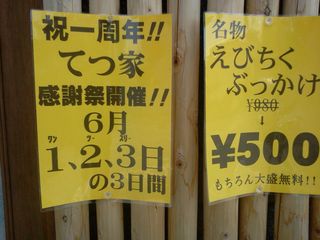 祝一周年!!
てつ家
感謝祭開催!!
6月
ワン ツー スリー
1、2、3日
の3日間
名物
えびちく
ぶっかけ
¥980
↓
¥500
もちろん大盛無料!!